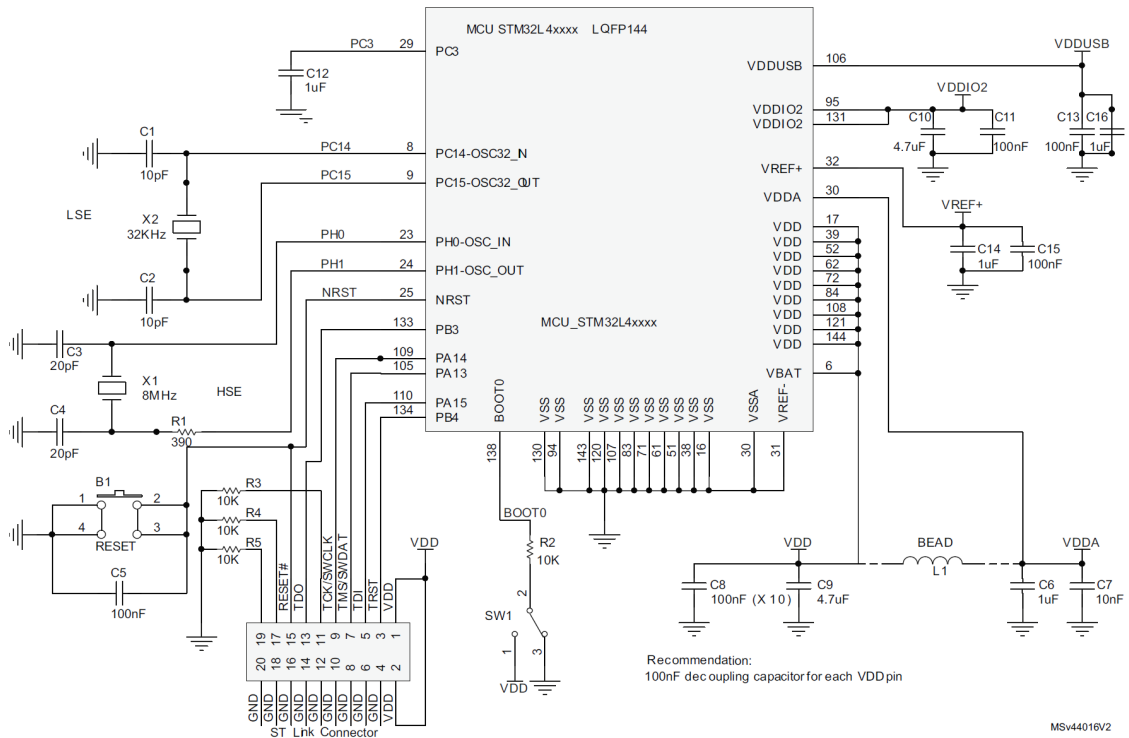 MCU STM32L4xxxx LQFP144
PC3 29 PC3
C12
1uF
VDDUSB
VDDUSB 106
VDDIO2
VDDIO2 95
VDDIO2 131
C10
4.7uF
C11
100nF
C13 C16
100nF 1uF
C1
10pF
PC14 8 PC14-OSC32_IN
PC15 9 PC15-OSC32_OUT
LSE
X2
32KHz
C2
10pF
VREF+ 32
VDDA 30
VREF+
C14
1uF
C15
100nF
PH0 23 PH0-OSC_IN
PH1 24 PH1-OSC_OUT
NRST 25 NRST
133 PB3
109 PA14
105 PA13
110 PA15
134 PB4
VDD 17
VDD 39
VDD 52
VDD 62
VDD 72
VDD 84
VDD 108
VDD 121
VDD 144
VBAT 6
MCU_STM32L4xxxx
C3
20pF
X1
8MHz
HSE
C4
20pF
R1
390
BOOT0
VSS
VSS
VSS
VSS
VSS
VSS
VSS
VSS
VSS
VSS
VSSA
VREF-
138
130
94
143
120
107
83
71
61
51
38
16
30
31
B1
1 2
4 3
RESET
C5
100nF
R3
10K
R4
10K
R5
10K
RESET#
TDO
TCK/SWCLK
TMS/SWDAT
TDI
TRST
VDD
VDD
19 17 15 13 11 9 7 5 3 1
20 18 16 14 12 10 8 6 4 2
GND
GND
GND
GND
GND
GND
GND
GND
GND
VDD
ST Link Connector
BOOT0
R2
10K
2
SW1
1
3
VDD
VDD
BEAD
L1
VDDA
C8
100nF (X 10)
C9
4.7uF
C6
1uF
C7
10nF
Recommendation:
100nF decoupling capacitor for each VDD pin
MSv44016V2